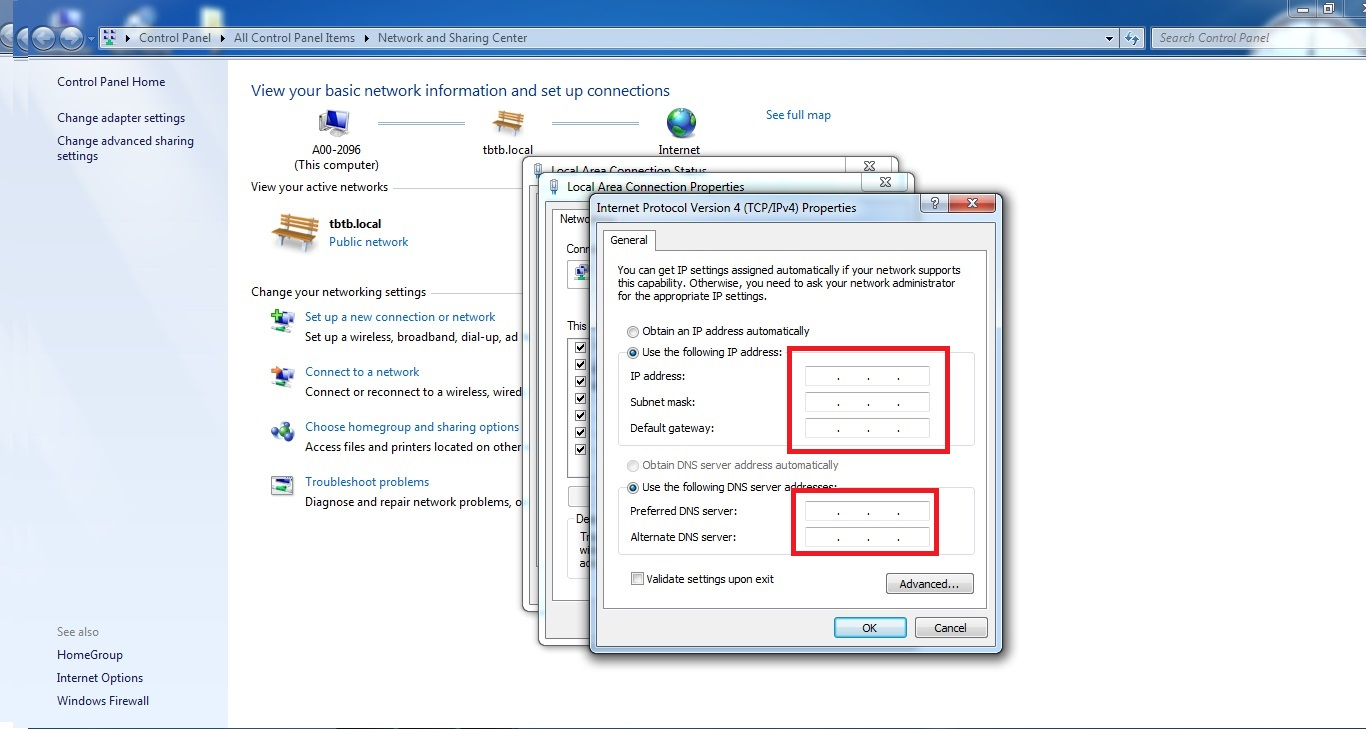 Control Panel
All Control Panel Items
Network and Sharing Center
Search Control Panel
Control Panel Home
Change adapter settings
Change advanced sharing
settings
See also
HomeGroup
Internet Options
Windows Firewall
View your basic network information and set up connections
A00-2096
(This computer)
tbtb.local
Internet
See full map
View your active networks
tbtb.local
Public network
Change your networking settings
Set up a new connection or network
Set up a wireless, broadband, dial-up, ad
Connect to a network
Connect or reconnect to a wireless, wired
Choose homegroup and sharing options
Access files and printers located on other
Troubleshoot problems
Diagnose and repair network problems, o
Local Area Connection Status
Local Area Connection Properties
This
Internet Protocol Version 4 (TCP/IPv4) Properties
?
General
You can get IP settings assigned automatically if your network supports
this capability. Otherwise, you need to ask your network administrator
for the appropriate IP settings.
Obtain an IP address automatically
Use the following IP address:
IP address: . . .
Subnet mask: . . .
Default gateway: . . .
Obtain DNS server address automatically
Use the following DNS server addresses:
Preferred DNS server: . . .
Alternate DNS server: . . .
Validate settings upon exit
Advanced...
OK
Cancel